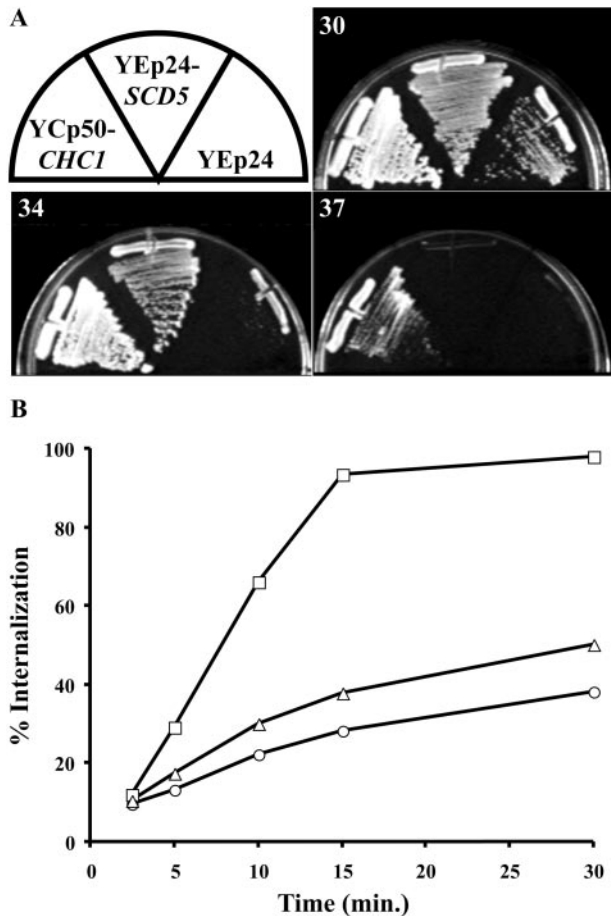 A
YEp24-
SCD5
YCp50-
CHC1
YEp24
30
34
37
B
100
80
60
40
20
0
% Internalization
0 5 10 15 20 25 30
Time (min.)